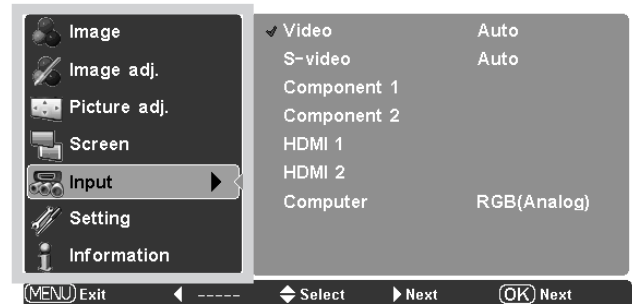 Image
Image adj.
Picture adj.
Screen
Input
Setting
Information
Video Auto
S-video Auto
Component 1
Component 2
HDMI 1
HDMI 2
Computer RGB(Analog)
MENU Exit ----- Select Next OK Next